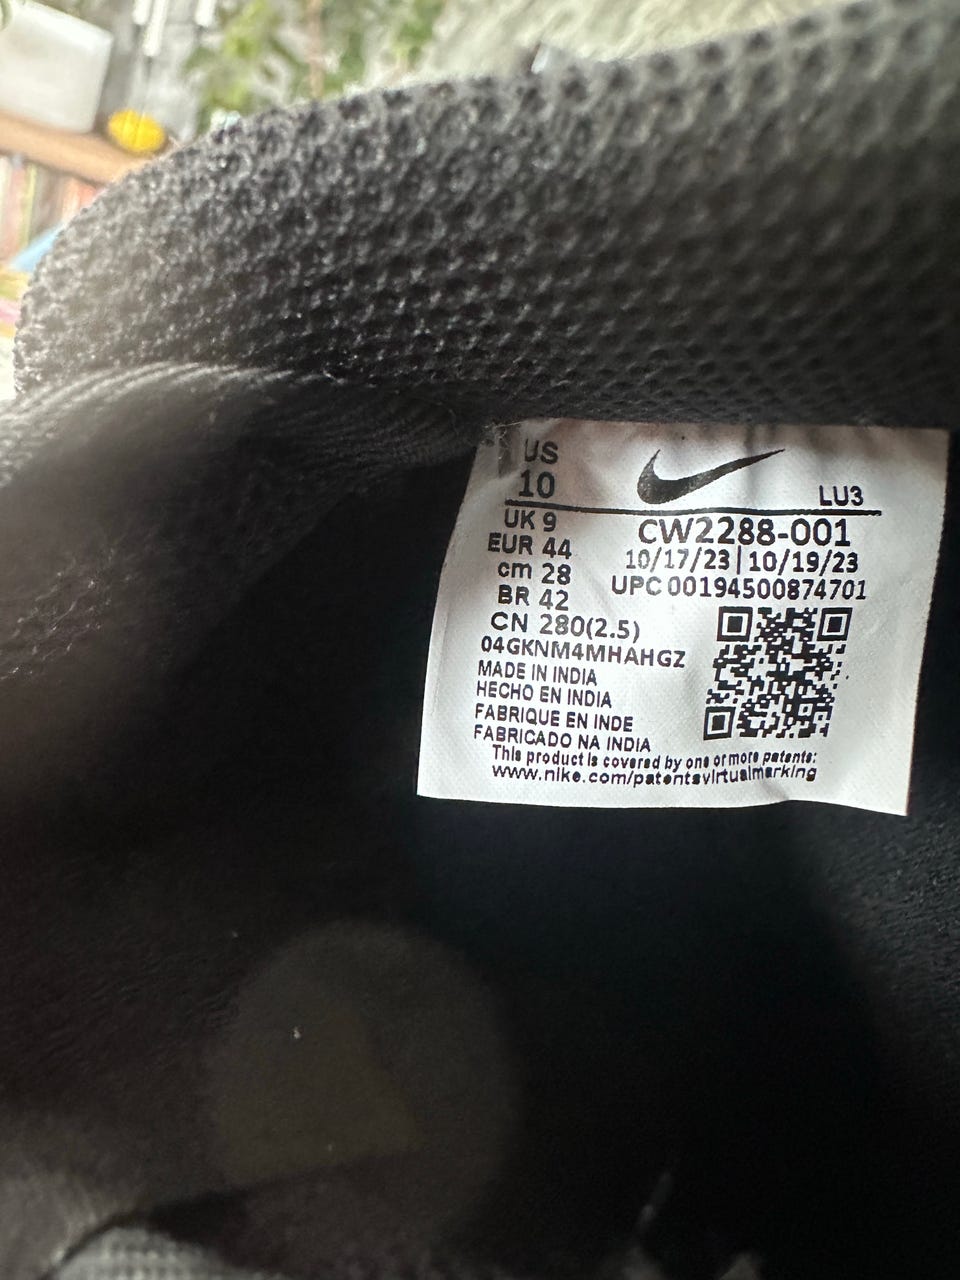 US
10
LU3
UK 9
EUR 44
cm 28
BR 42
CN 280(2.5)
CW2288-001
10/17/23|10/19/23
UPC 00194500874701
04GKNM4MHAHGZ
MADE IN INDIA
HECHO EN INDIA
FABRIQUE EN INDE
FABRICADO NA INDIA
This product is covered by one or more patents:
www.nike.com/patentsvirtualmarking